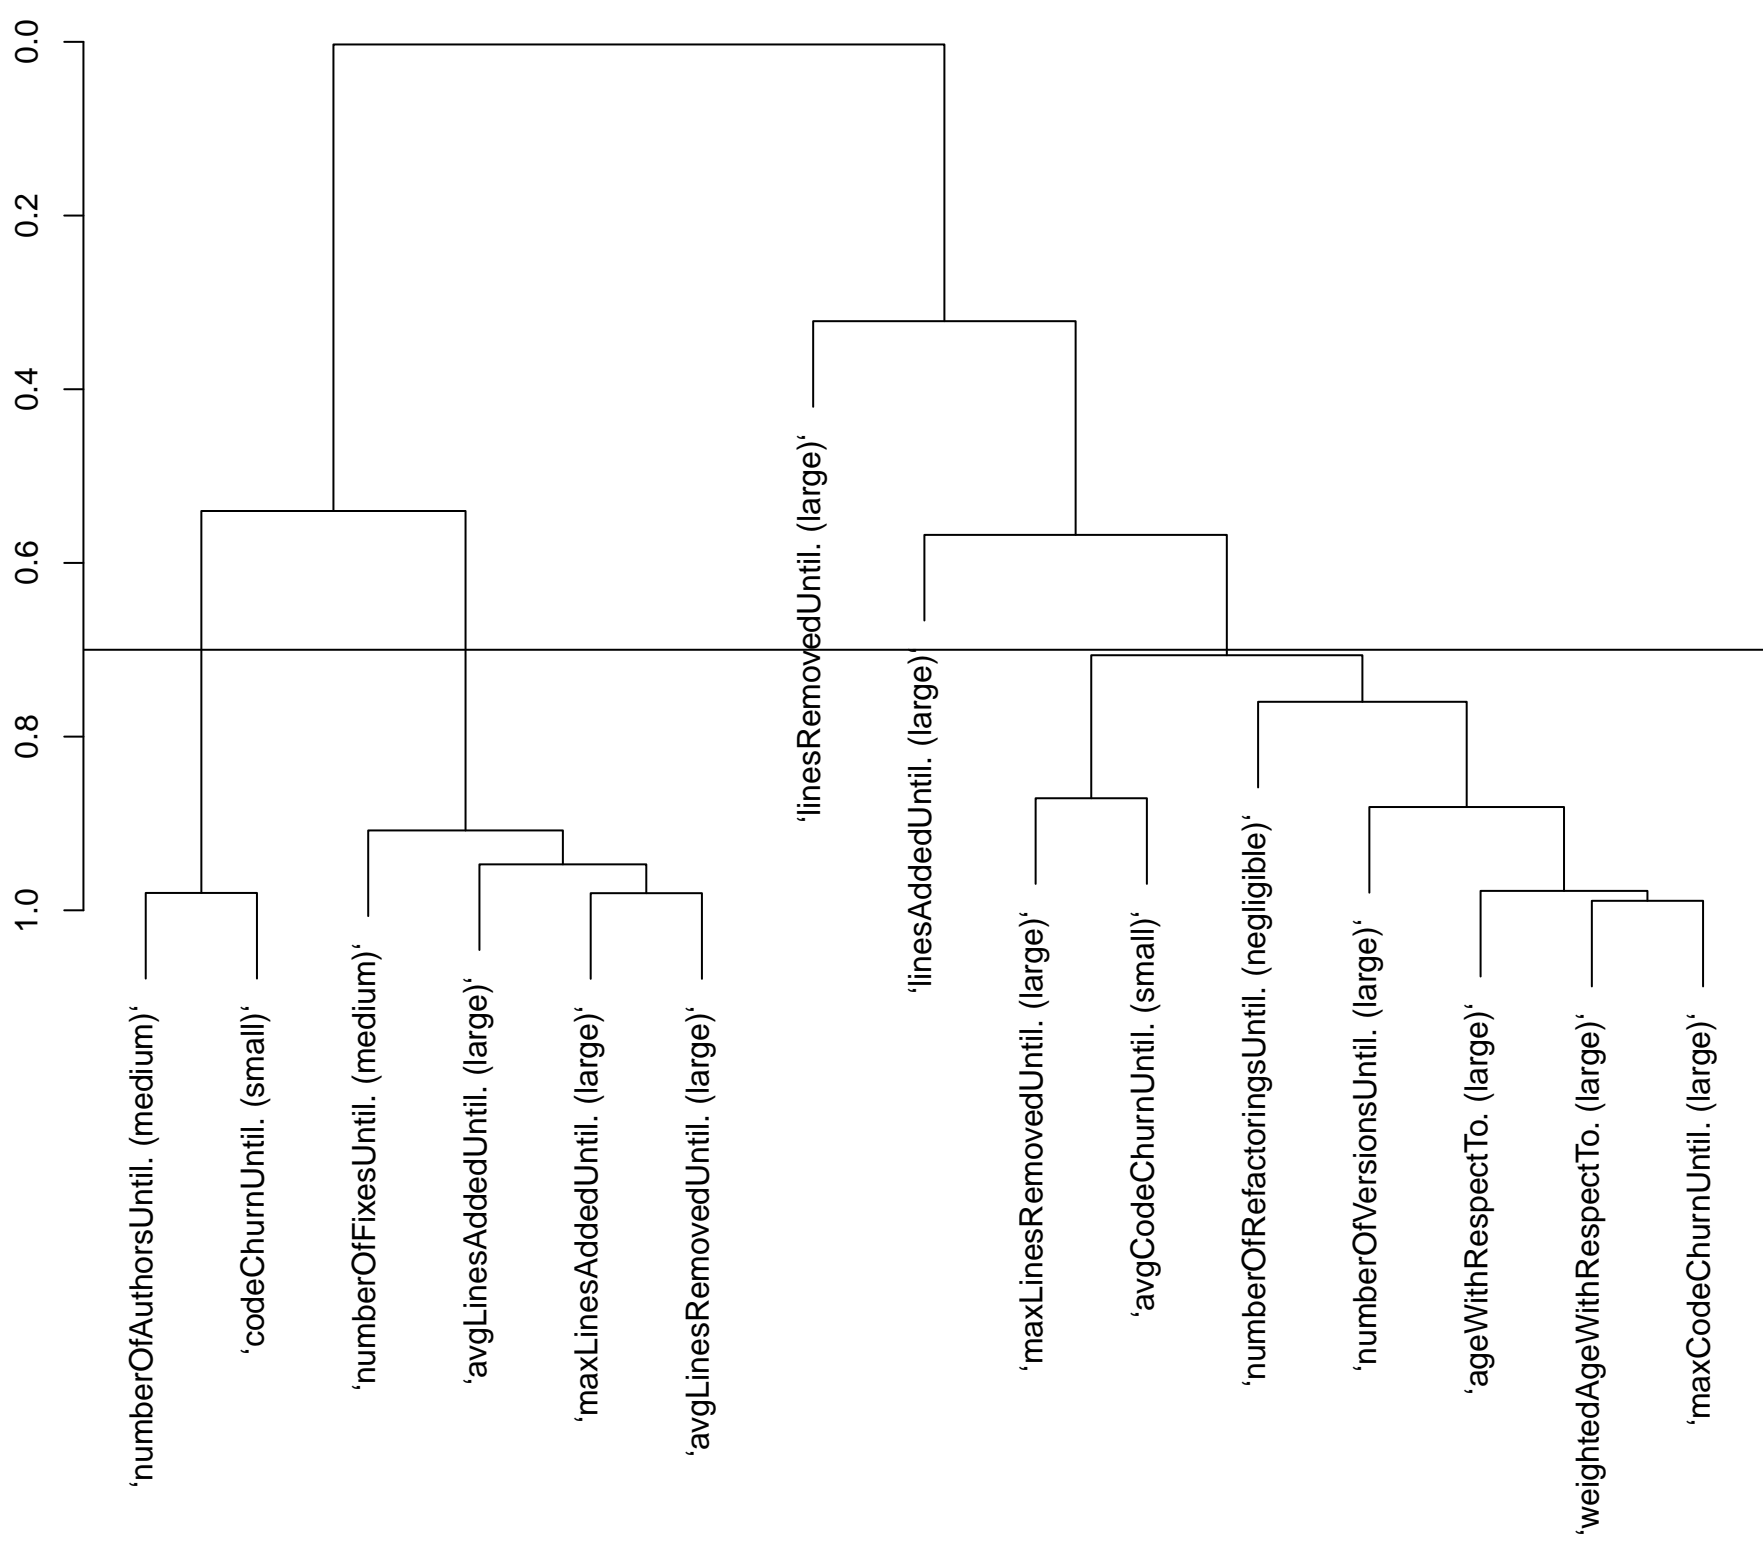 0.0
0.2
0.4
0.6
0.8
1.0
‘numberOfAuthorsUntil. (medium)‘
‘codeChurnUntil. (small)‘
‘numberOfFixesUntil. (medium)‘
‘avgLinesAddedUntil. (large)‘
‘maxLinesAddedUntil. (large)‘
‘avgLinesRemovedUntil. (large)‘
‘linesRemovedUntil. (large)‘
‘linesAddedUntil. (large)‘
‘maxLinesRemovedUntil. (large)‘
‘avgCodeChurnUntil. (small)‘
‘numberOfRefactoringsUntil. (negligible)‘
‘numberOfVersionsUntil. (large)‘
‘ageWithRespectTo. (large)‘
‘weightedAgeWithRespectTo. (large)‘
‘maxCodeChurnUntil. (large)‘